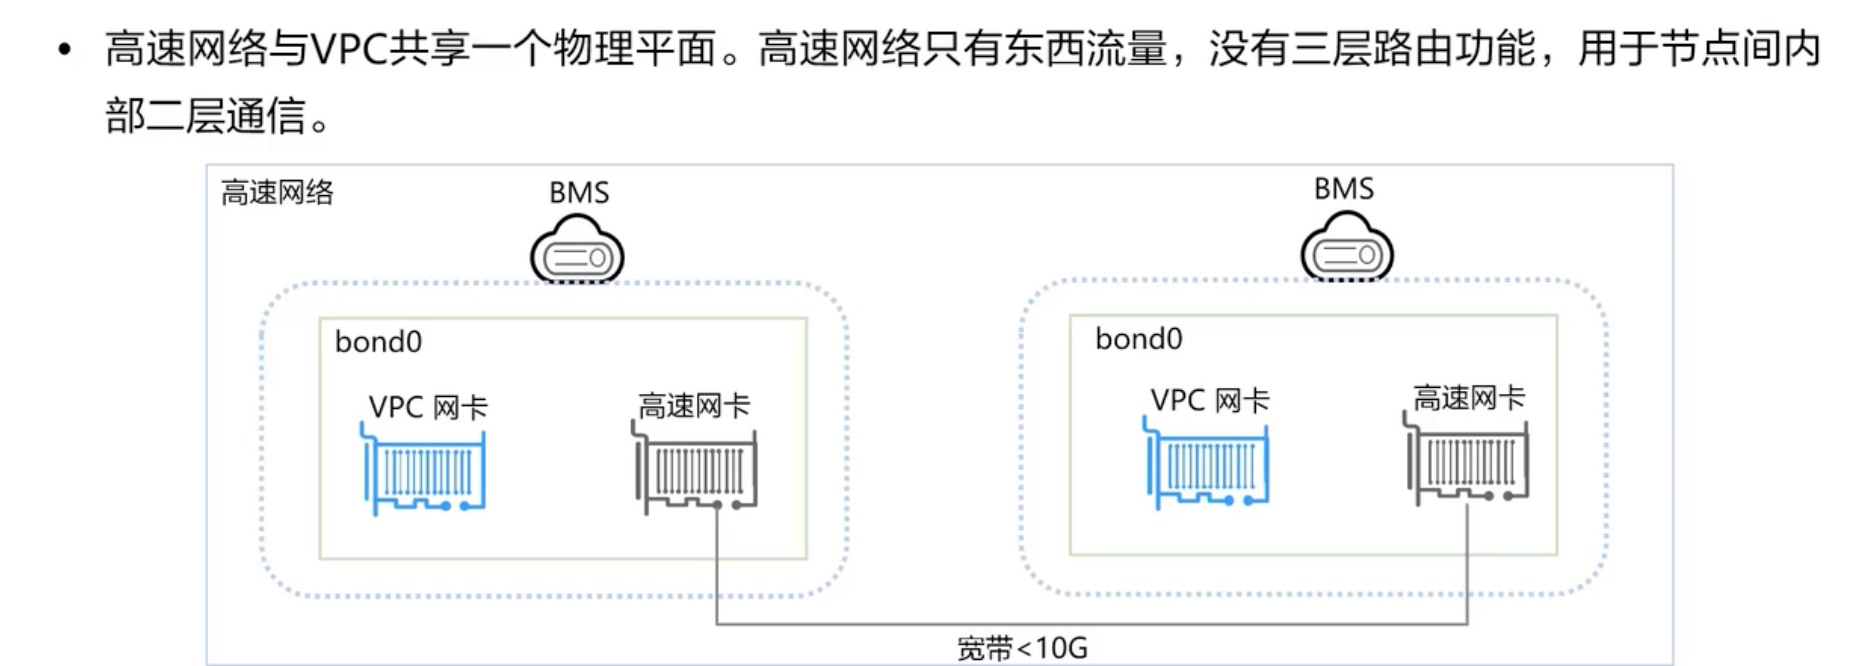 • 高速网络与VPC共享一个物理平面。高速网络只有东西流量，没有三层路由功能，用于节点间内
部二层通信。
高速网络
BMS
BMS
bond0
bond0
VPC 网卡
高速网卡
VPC 网卡
高速网卡
宽带<10G